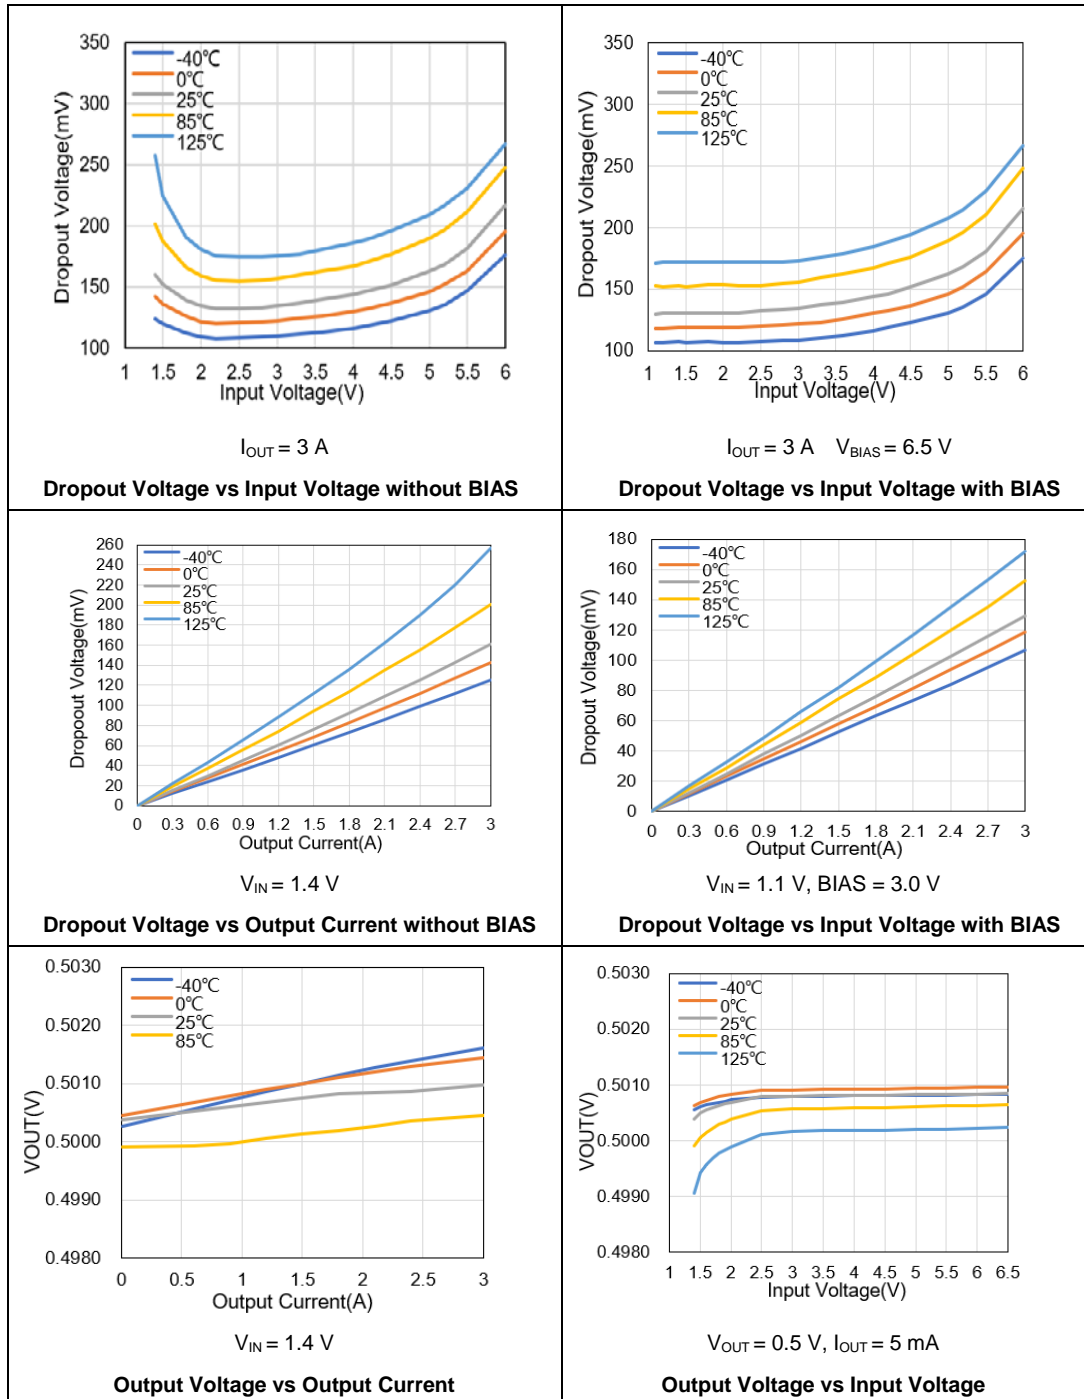 350
300
250
200
150
100
Dropout Voltage(mV)
-40℃
0℃
25℃
85℃
125℃
1 1.5 2 2.5 3 3.5 4 4.5 5 5.5 6
Input Voltage(V)
IOUT = 3 A
Dropout Voltage vs Input Voltage without BIAS
350
300
250
200
150
100
Dropout Voltage(mV)
-40℃
0℃
25℃
85℃
125℃
1 1.5 2 2.5 3 3.5 4 4.5 5 5.5 6
Input Voltage(V)
IOUT = 3 A VBIAS = 6.5 V
Dropout Voltage vs Input Voltage with BIAS
260
240
220
200
180
160
140
120
100
80
60
40
20
0
Dropoout Voltage(mV)
-40℃
0℃
25℃
85℃
125℃
0 0.3 0.6 0.9 1.2 1.5 1.8 2.1 2.4 2.7 3
Output Current(A)
VIN = 1.4 V
Dropout Voltage vs Output Current without BIAS
180
160
140
120
100
80
60
40
20
0
Dropout Voltage(mV)
-40℃
0℃
25℃
85℃
125℃
0 0.3 0.6 0.9 1.2 1.5 1.8 2.1 2.4 2.7 3
Output Current(A)
VIN = 1.1 V, BIAS = 3.0 V
Dropout Voltage vs Input Voltage with BIAS
0.5030
0.5020
0.5010
0.5000
0.4990
0.4980
VOUT(V)
-40℃
0℃
25℃
85℃
0 0.5 1 1.5 2 2.5 3
Output Current(A)
VIN = 1.4 V
Output Voltage vs Output Current
0.5030
0.5020
0.5010
0.5000
0.4990
0.4980
VOUT(V)
-40℃
0℃
25℃
85℃
125℃
1 1.5 2 2.5 3 3.5 4 4.5 5 5.5 6 6.5
Input Voltage(V)
VOUT = 0.5 V, IOUT = 5 mA
Output Voltage vs Input Voltage